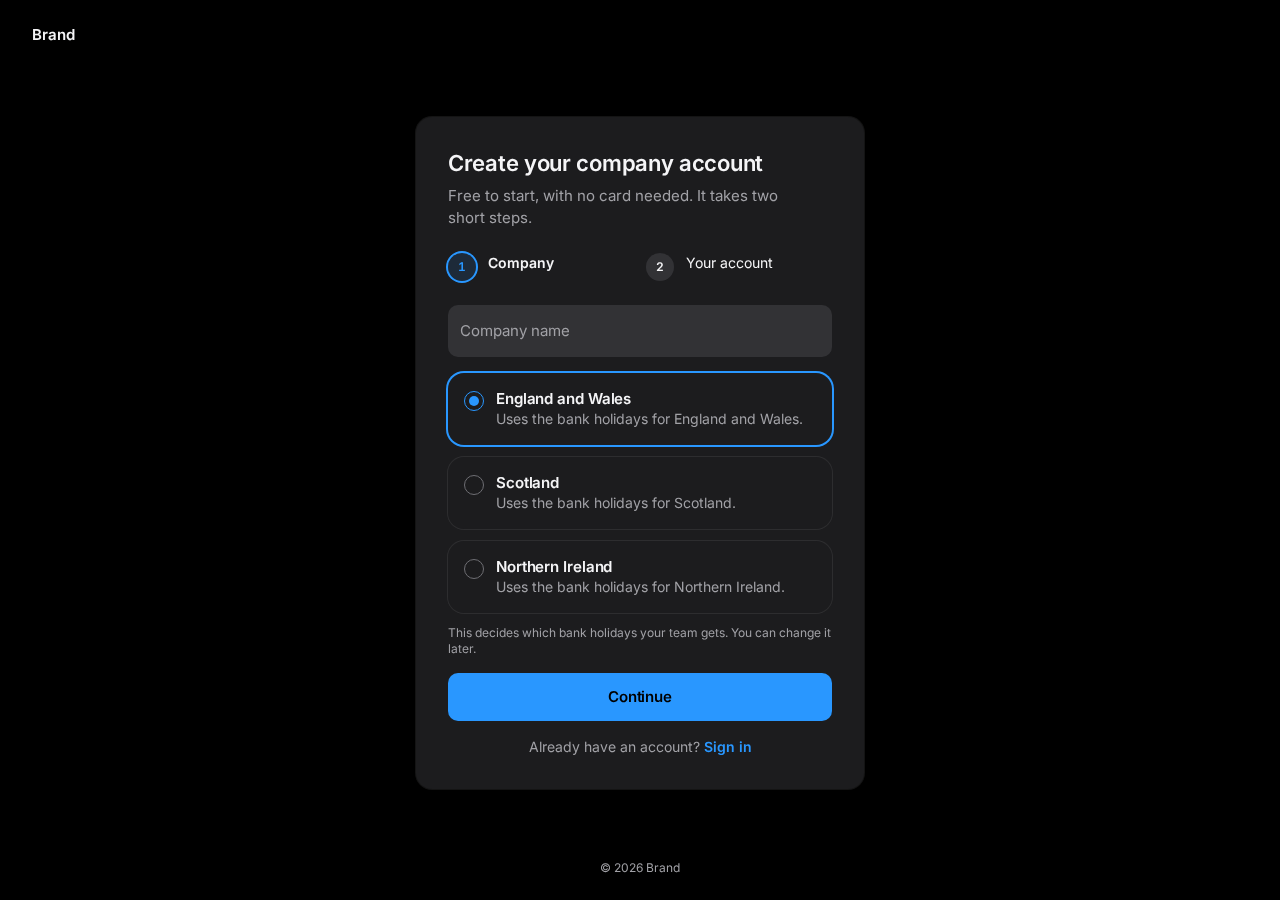 Brand
Create your company account
Free to start, with no card needed. It takes two
short steps.
1 Company 2 Your account
Company name
England and Wales
Uses the bank holidays for England and Wales.
Scotland
Uses the bank holidays for Scotland.
Northern Ireland
Uses the bank holidays for Northern Ireland.
This decides which bank holidays your team gets. You can change it
later.
Continue
Already have an account? Sign in
© 2026 Brand